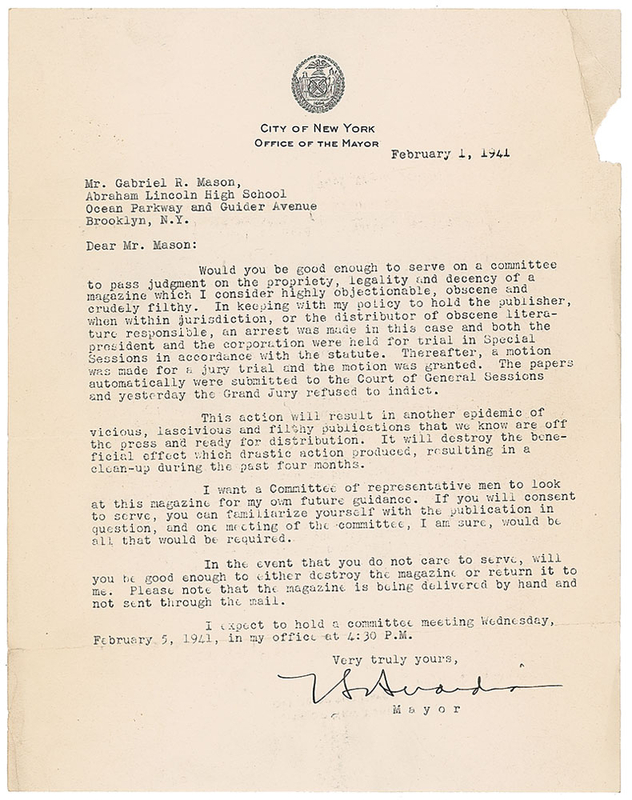 CITY OF NEW YORK
OFFICE OF THE MAYOR
February 1, 1941
Mr. Gabriel R. Mason,
Abraham Lincoln High School
Ocean Parkway and Guider Avenue
Brooklyn, N.Y.
Dear Mr. Mason:
Would you be good enough to serve on a committee
to pass judgment on the propriety, legality and decency of a
magazine which I consider highly objectionable, obscene and
crudely filthy. In keeping with my policy to hold the publisher,
when within jurisdiction, or the distributor of obscene litera-
ture responsible, an arrest was made in this case and both the
president and the corporation were held for trial in Special
Sessions in accordance with the statute. Thereafter, a motion
was made for a jury trial and the motion was granted. The papers
automatically were submitted to the Court of General Sessions
and yesterday the Grand Jury refused to indict.
This action will result in another epidemic of
vicious, lascivious and filthy publications that we know are off
the press and ready for distribution. It will destroy the bene-
ficial effect which drastic action produced, resulting in a
clean-up during the past four months.
I want a Committee of representative men to look
at this magazine for my own future guidance. If you will consent
to serve, you can familiarize yourself with the publication in
question, and one meeting of the committee, I am sure, would be
all that would be required.
In the event that you do not care to serve, will
you be good enough to either destroy the magazine or return it to
me. Please note that the magazine is being delivered by hand and
not sent through the mail.
I expect to hold a committee meeting Wednesday,
February 5, 1941, in my office at 4:30 P.M.
Very truly yours,
Mayor